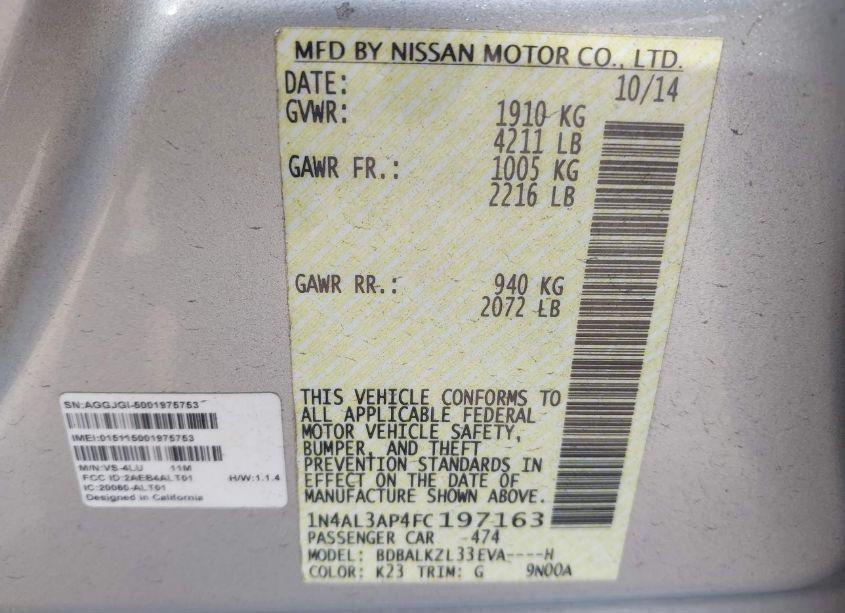 MFD BY NISSAN MOTOR CO., LTD.
DATE: 10/14
GVWR: 1910 KG
4211 LB
GAWR FR.: 1005 KG
2216 LB
GAWR RR.: 940 KG
2072 LB
THIS VEHICLE CONFORMS TO
ALL APPLICABLE FEDERAL
MOTOR VEHICLE SAFETY,
BUMPER, AND THEFT
PREVENTION STANDARDS IN
EFFECT ON THE DATE OF
MANUFACTURE SHOWN ABOVE.
1N4AL3AP4FC197163
PASSENGER CAR -474
MODEL: BDBALKZL33EVA----H
COLOR: K23 TRIM: G 9N00A
SN:AGGJGI-5001975753
IMEI:015115001975753
M/N:VS-4LU 11M
FCC ID:2AEB4ALT01 H/W:1.1.4
IC:20080-ALT01
Designed in California